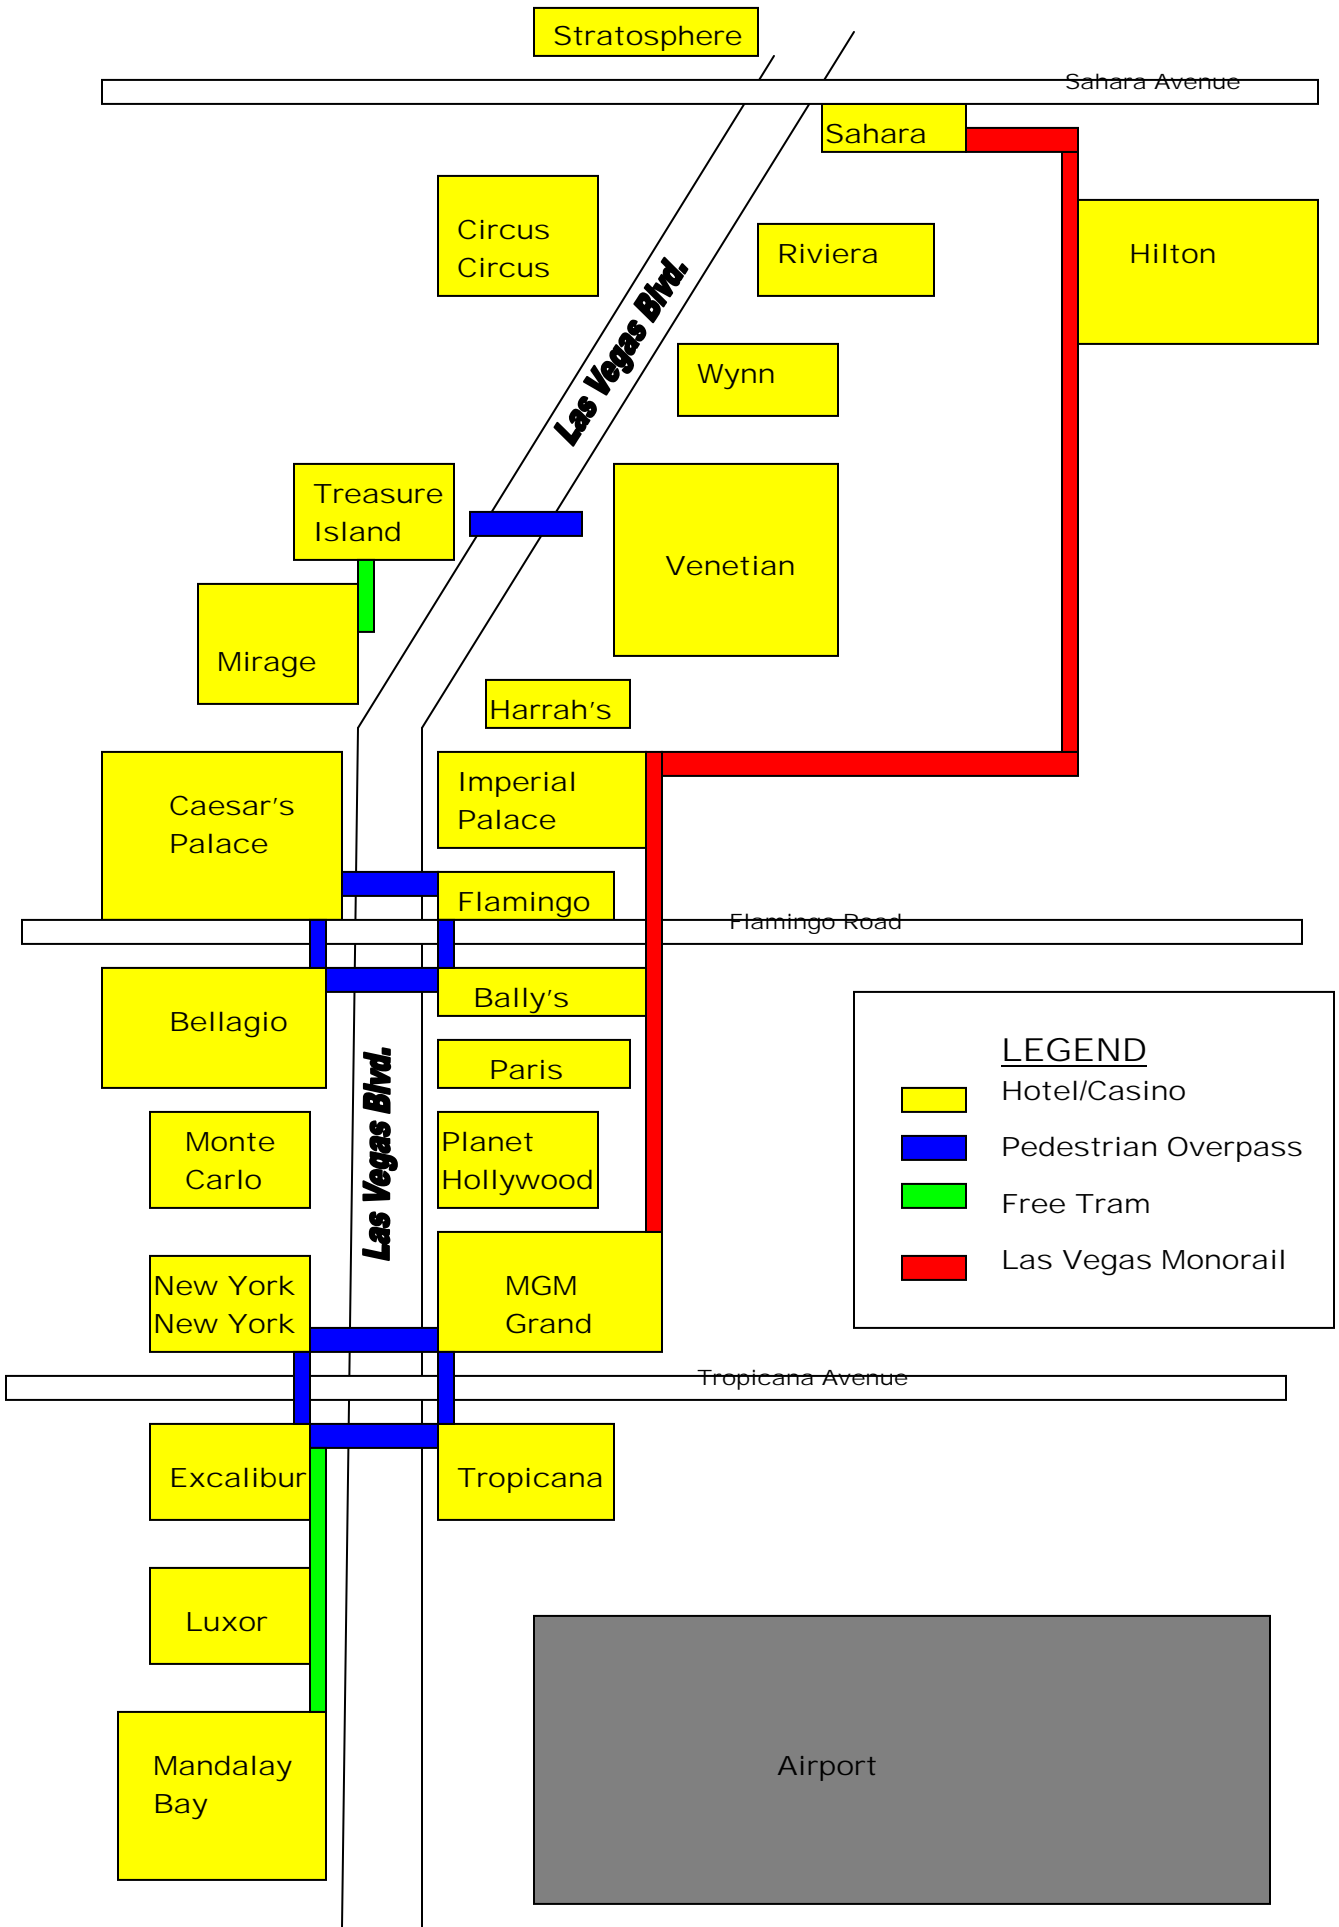 Stratosphere
Sahara Avenue
Sahara
Circus
Circus
Riviera
Hilton
Las Vegas Blvd.
Wynn
Treasure
Island
Venetian
Mirage
Harrah's
Imperial
Palace
Caesar's
Palace
Flamingo
Flamingo Road
Bally's
Bellagio
Paris
LEGEND
Hotel/Casino
Pedestrian Overpass
Free Tram
Las Vegas Monorail
Las Vegas Blvd.
Monte
Carlo
Planet
Hollywood
New York
New York
MGM
Grand
Tropicana Avenue
Excalibur
Tropicana
Luxor
Mandalay
Bay
Airport